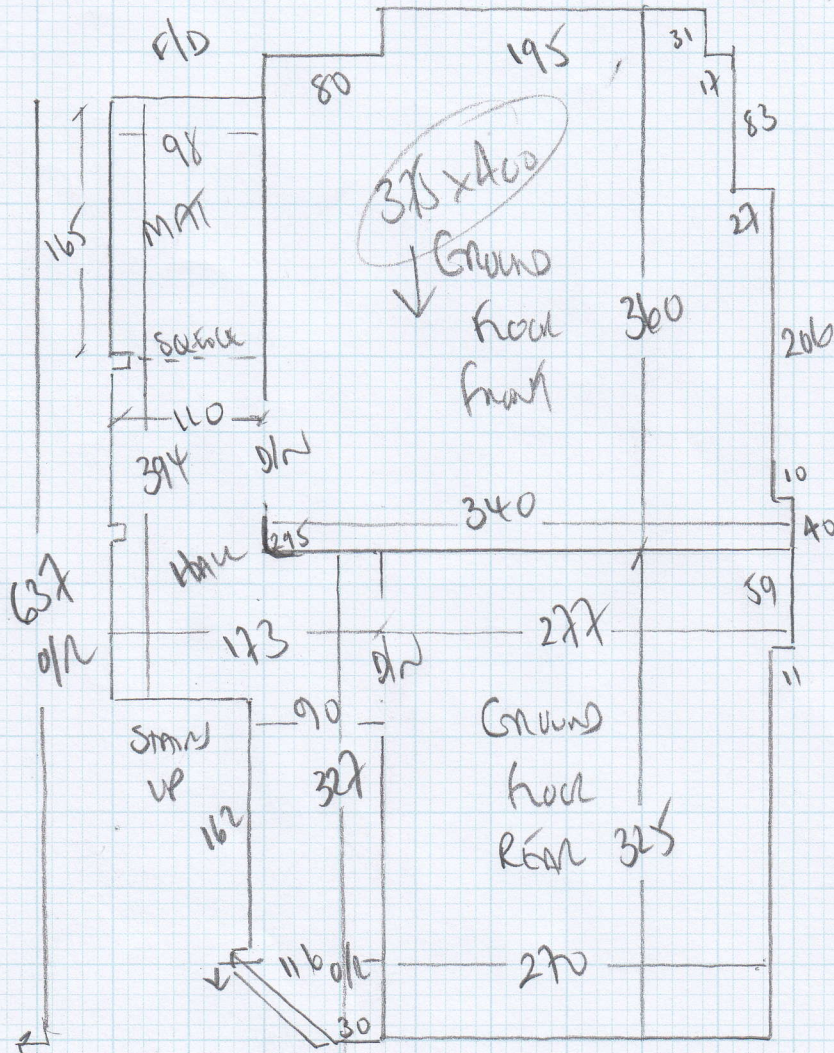 F/D
80
195
31
17
83
98
MAT
165
375 x 400
GROUND
FLOOR
FRONT
27
360
206
110
394
D/N
10
340
40
295
HALL
637
O/R
59
173
D/N
277
11
90
STAIRS
UP
327
162
GROUND
FLOOR
REAR
325
116 O/R
270
30